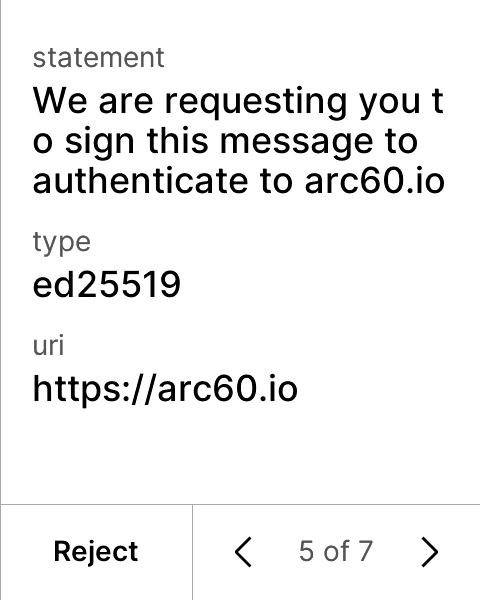 statement
We are requesting you t
o sign this message to
authenticate to arc60.io
type
ed25519
uri
https://arc60.io
Reject
5 of 7